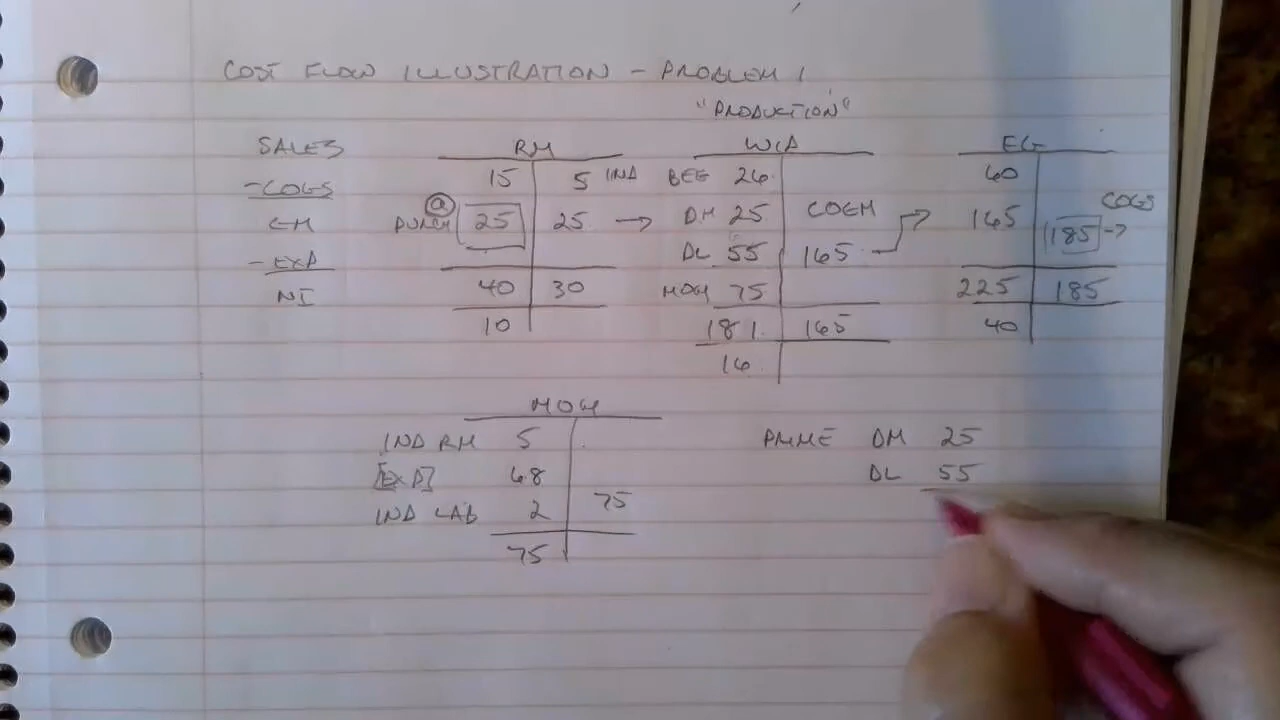 COST FLOW ILLUSTRATION - PROBLEM 1
"PRODUCTION"
SALES RM WIP FG
-COGS 15 5 IND BEG 26 60
GM a PURCH 25 25 → DM 25 COGM 165 COGS
-EXP DL 55 165 185 →
NI 40 30 MOH 75 225 185
10 181 165 40
16
MOH
IND RM 5 PRIME DM 25
[EXP] 68 DL 55
IND LAB 2 75
75